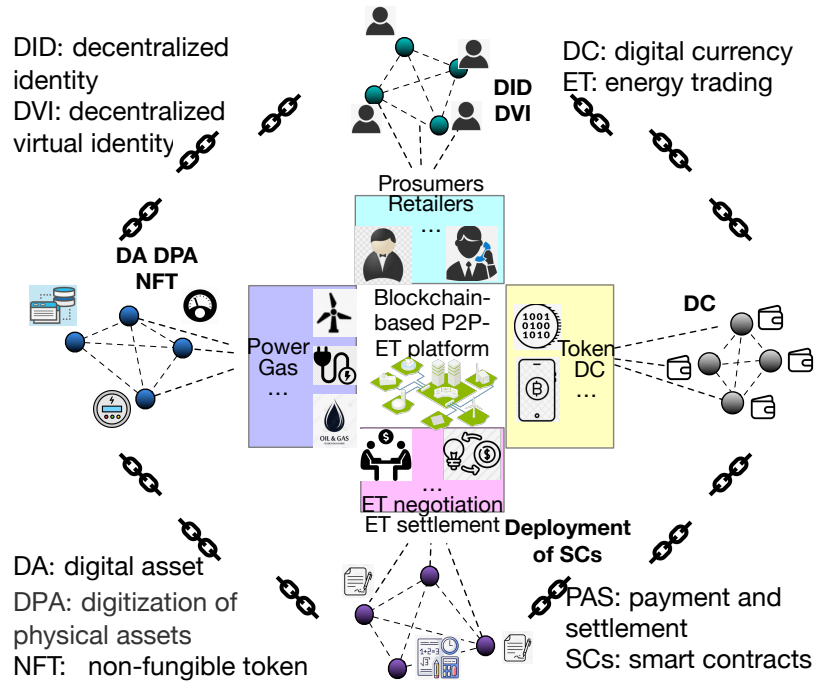 DID: decentralized
identity
DVI: decentralized
virtual identity
DID
DVI
DC: digital currency
ET: energy trading
Prosumers
Retailers
...
DA DPA
NFT
Power
Gas
...
OIL & GAS
Blockchain-
based P2P-
ET platform
1001
0100
1010
Token
DC
...
DC
...
ET negotiation
ET settlement
Deployment
of SCs
1+2=3
DA: digital asset
DPA: digitization of
physical assets
NFT: non-fungible token
PAS: payment and
settlement
SCs: smart contracts